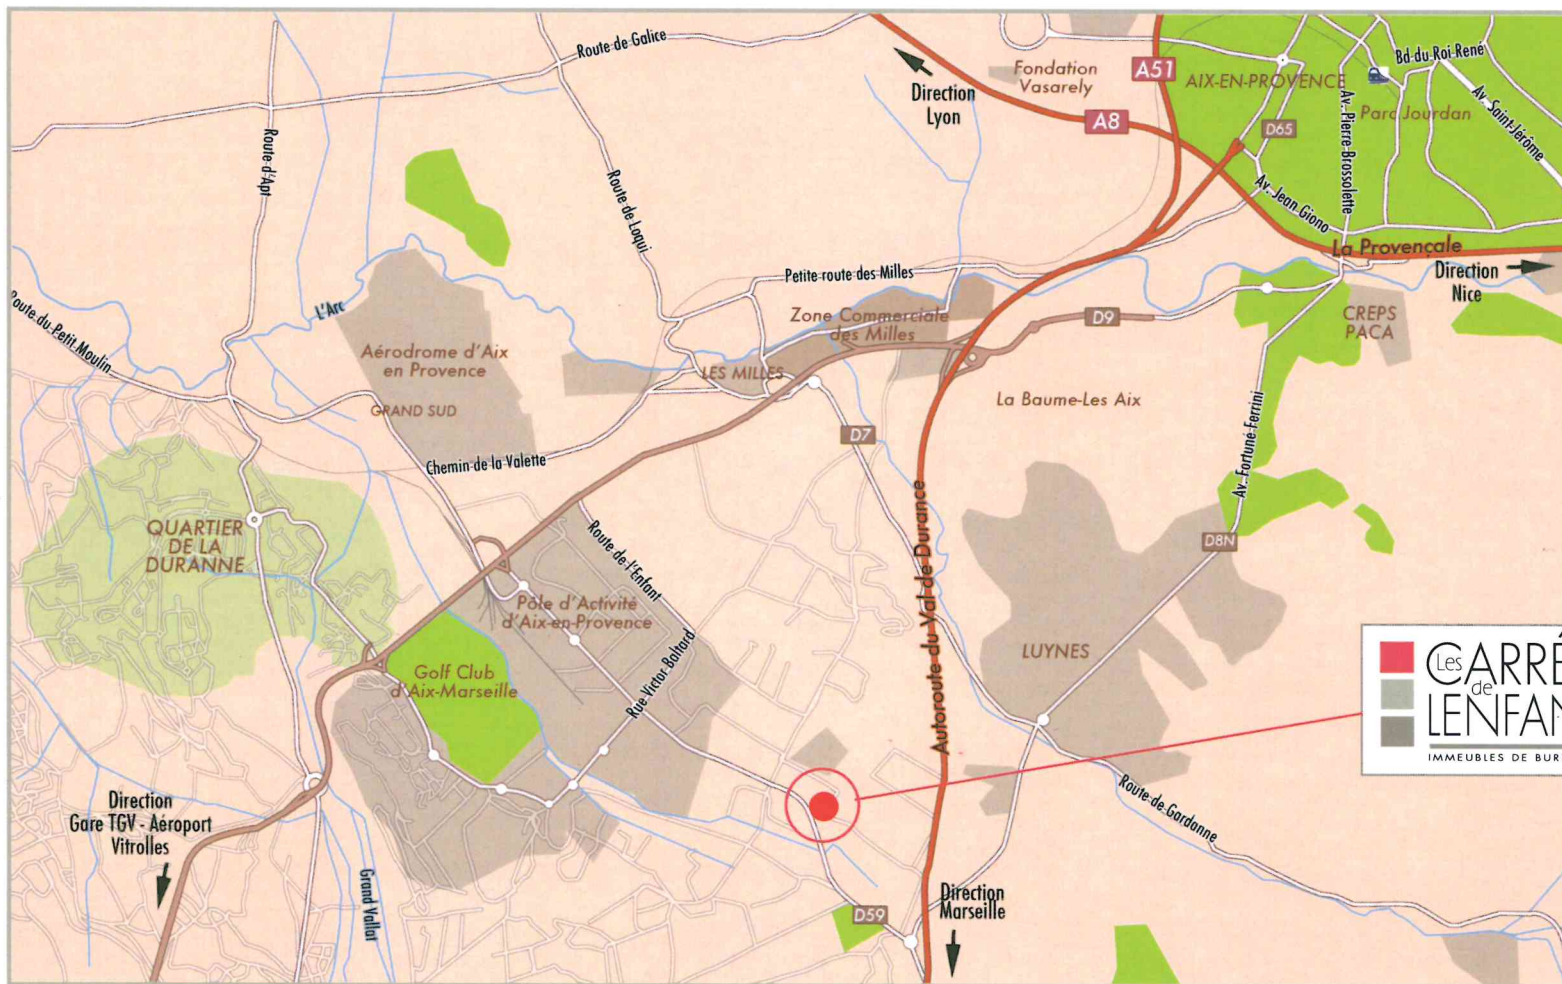 Route de Galice
Bd du Roi René
Fondation
Vasarely
A51
AIX-EN-PROVENCE
Direction
Lyon
A8
D65
Parc Jourdan
Av. Saint-Jérôme
Av. Pierre-Brossolette
Route d'Apt
Route de Loqui
Av. Jean Giono
La Provençale
Direction
Nice
Petite route des Milles
Route du Petit Moulin
L'Arc
Zone Commerciale
des Milles
D9
CREPS
PACA
Aérodrome d'Aix
en Provence
LES MILLES
GRAND SUD
La Baume-Les Aix
D7
Av. Fortuné-Ferrini
Chemin de la Valette
QUARTIER
DE LA
DURANNE
Route de l'Enfant
Autoroute du Val de Durance
D8N
Pôle d'Activité
d'Aix-en-Provence
Rue Victor Baltard
LUYNES
Golf Club
d'Aix-Marseille
Les
CARRÉ
de
LENFAN
IMMEUBLES DE BUR
Direction
Gare TGV - Aéroport
Vitrolles
Route de Gardanne
Grand Vallat
D59
Direction
Marseille